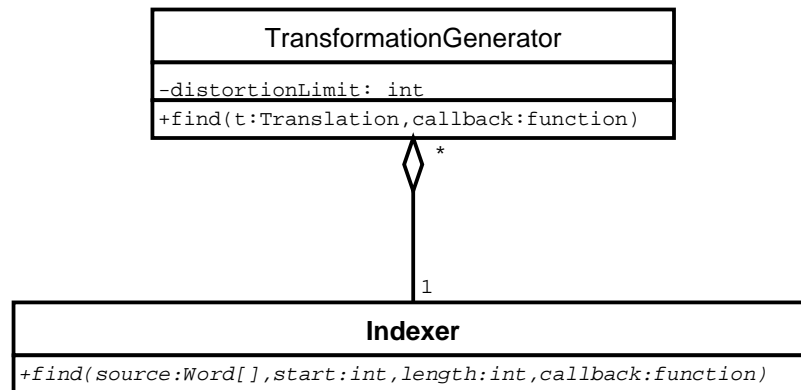 TransformationGenerator
-distortionLimit: int
+find(t:Translation,callback:function)
*
1
Indexer
+find(source:Word[],start:int,length:int,callback:function)